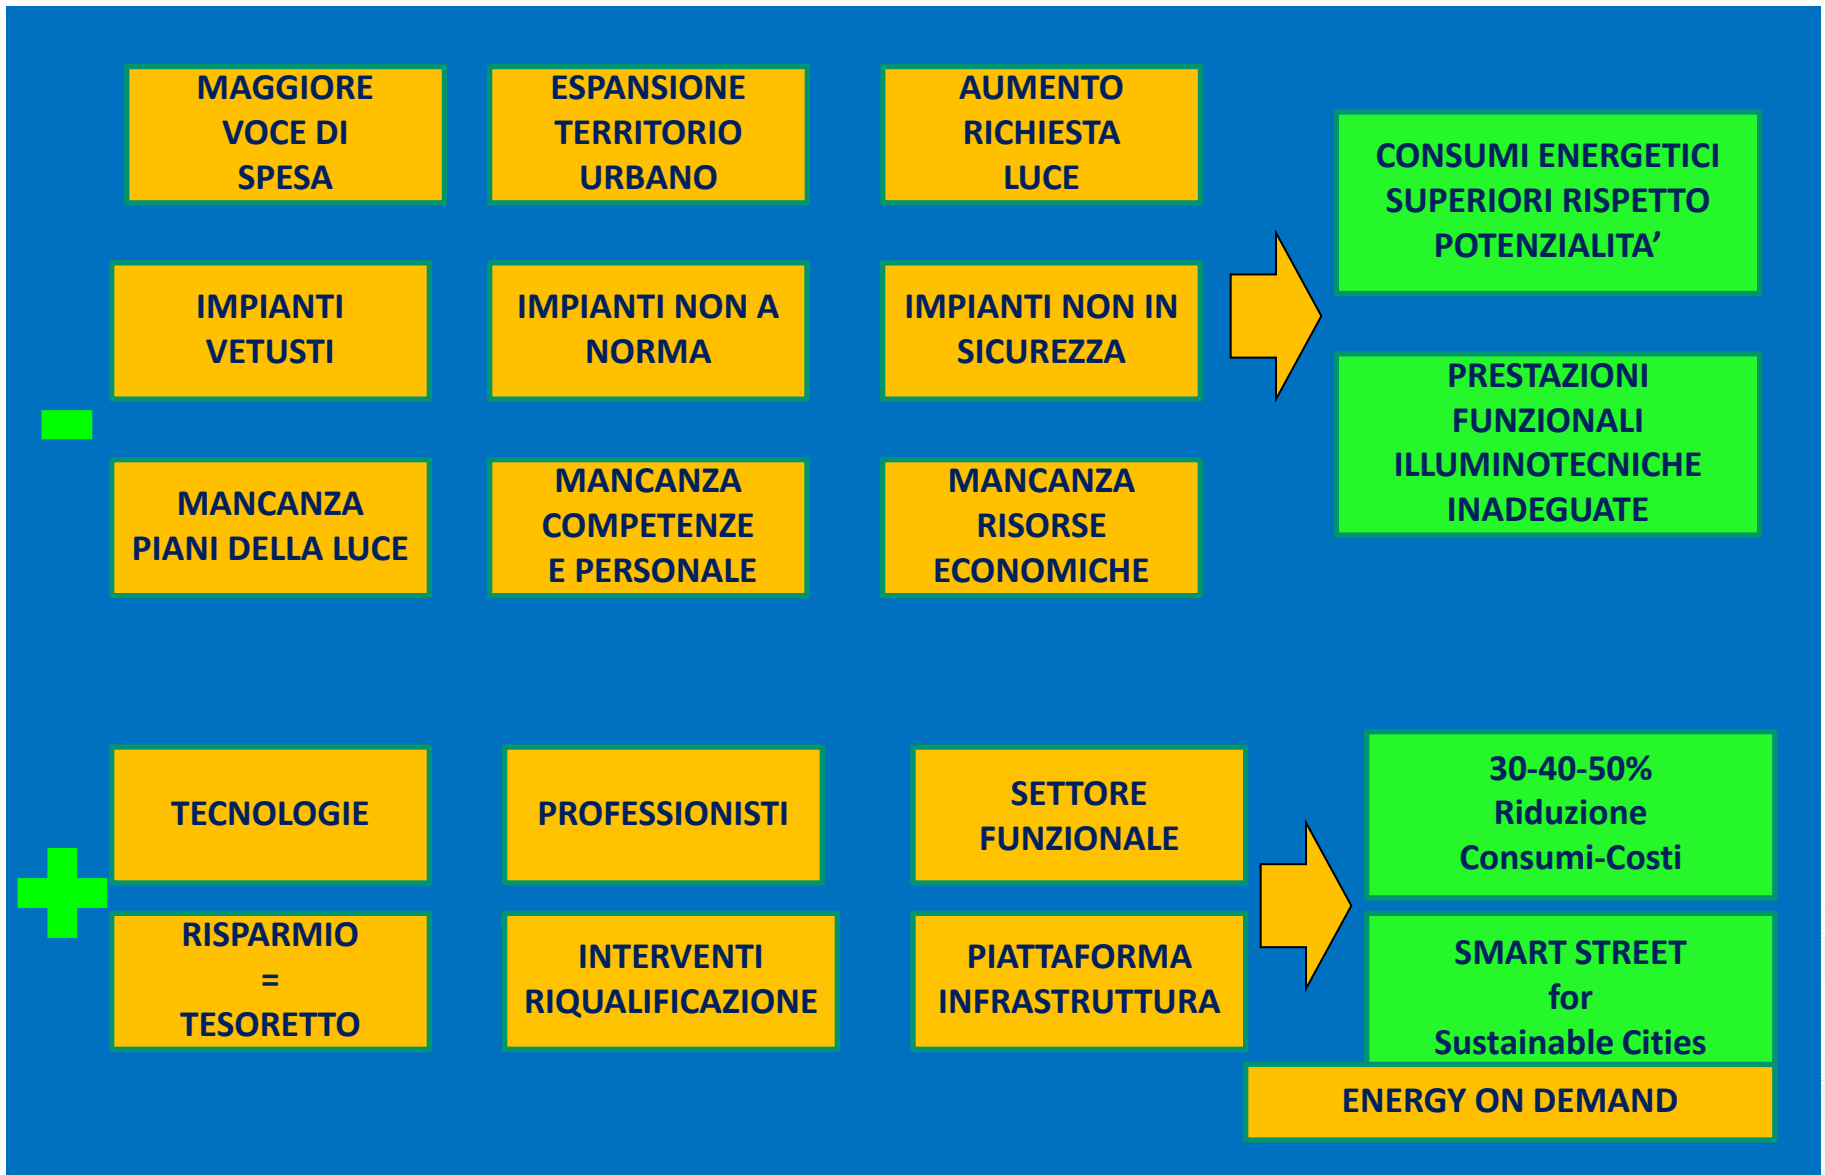 MAGGIORE
VOCE DI
SPESA
ESPANSIONE
TERRITORIO
URBANO
AUMENTO
RICHIESTA
LUCE
CONSUMI ENERGETICI
SUPERIORI RISPETTO
POTENZIALITA’
IMPIANTI
VETUSTI
IMPIANTI NON A
NORMA
IMPIANTI NON IN
SICUREZZA
PRESTAZIONI
FUNZIONALI
ILLUMINOTECNICHE
INADEGUATE
MANCANZA
PIANI DELLA LUCE
MANCANZA
COMPETENZE
E PERSONALE
MANCANZA
RISORSE
ECONOMICHE
TECNOLOGIE
PROFESSIONISTI
SETTORE
FUNZIONALE
30-40-50%
Riduzione
Consumi-Costi
RISPARMIO
=
TESORETTO
INTERVENTI
RIQUALIFICAZIONE
PIATTAFORMA
INFRASTRUTTURA
SMART STREET
for
Sustainable Cities
ENERGY ON DEMAND